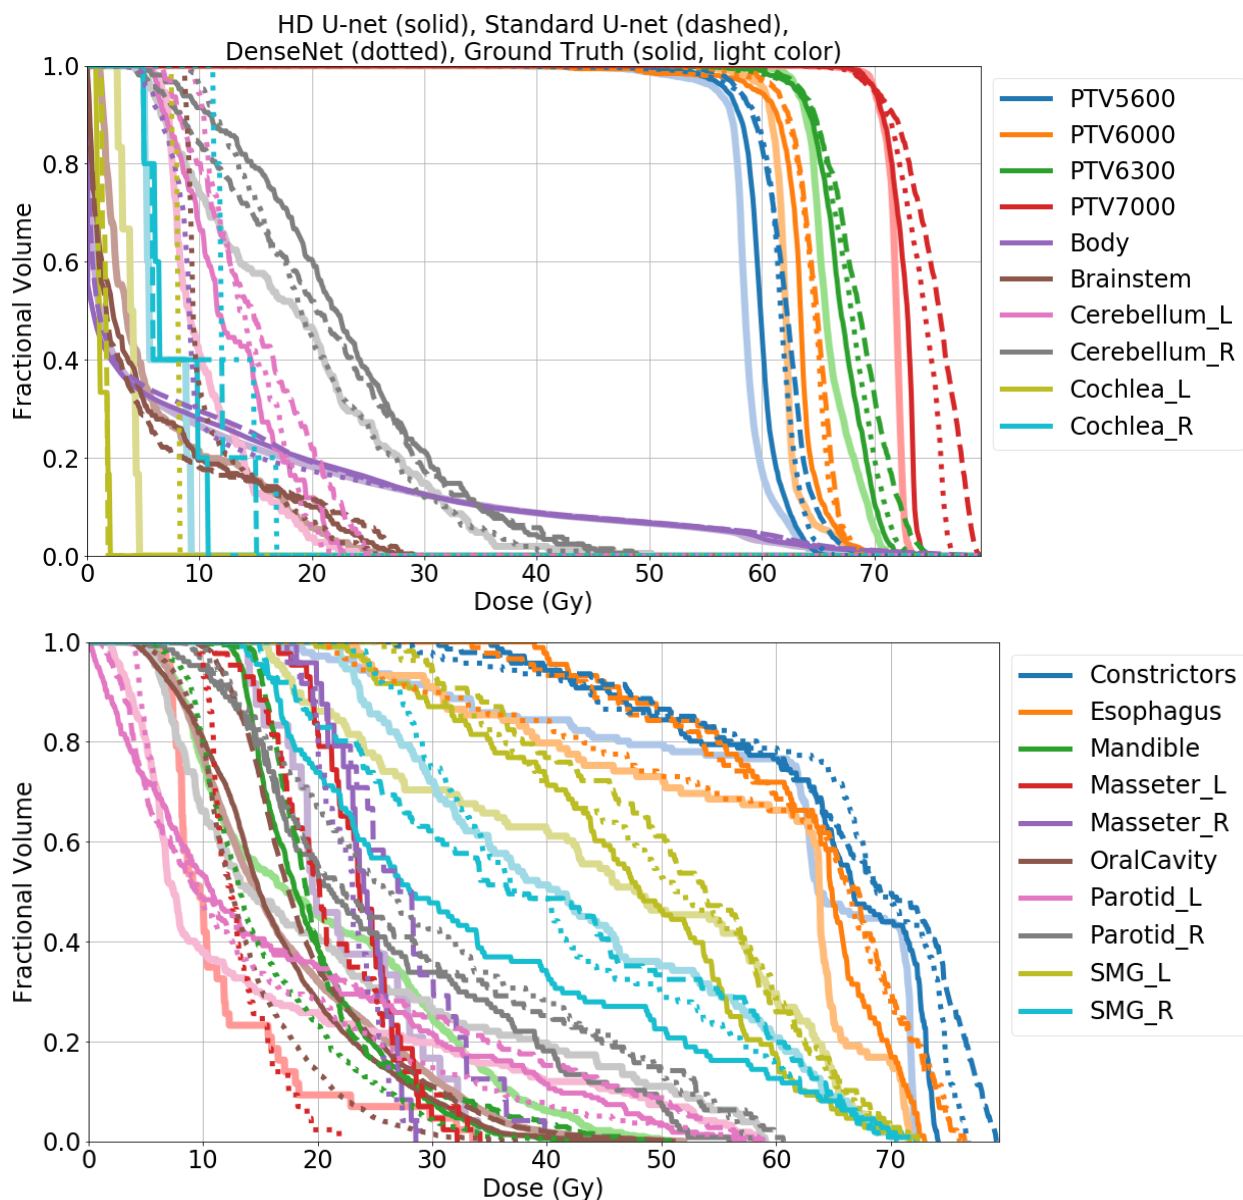 HD U-net (solid), Standard U-net (dashed),
DenseNet (dotted), Ground Truth (solid, light color)
1.0
0.8
0.6
0.4
0.2
0.0
Fractional Volume
0 10 20 30 40 50 60 70
Dose (Gy)
PTV5600
PTV6000
PTV6300
PTV7000
Body
Brainstem
Cerebellum_L
Cerebellum_R
Cochlea_L
Cochlea_R
1.0
0.8
0.6
0.4
0.2
0.0
Fractional Volume
0 10 20 30 40 50 60 70
Dose (Gy)
Constrictors
Esophagus
Mandible
Masseter_L
Masseter_R
OralCavity
Parotid_L
Parotid_R
SMG_L
SMG_R